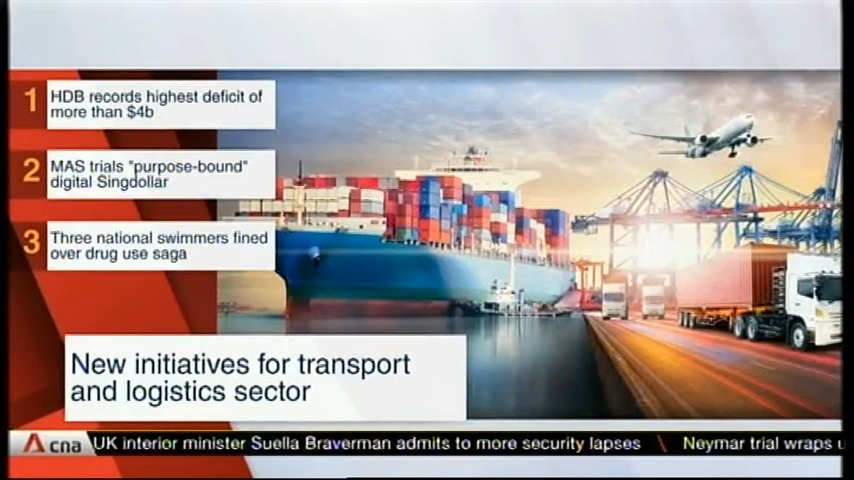 1
HDB records highest deficit of
more than $4b
2
MAS trials "purpose-bound"
digital Singdollar
3
Three national swimmers fined
over drug use saga
New initiatives for transport
and logistics sector
cna
UK interior minister Suella Braverman admits to more security lapses \ Neymar trial wraps u